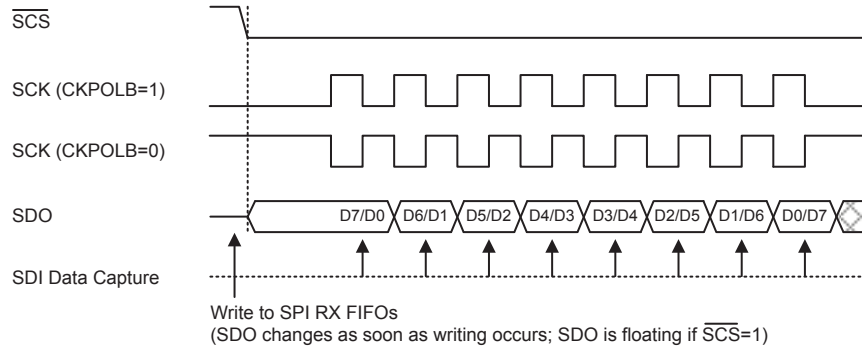 SCS
SCK (CKPOLB=1)
SCK (CKPOLB=0)
SDO
D7/D0 D6/D1 D5/D2 D4/D3 D3/D4 D2/D5 D1/D6 D0/D7
SDI Data Capture
Write to SPI RX FIFOs
(SDO changes as soon as writing occurs; SDO is floating if SCS=1)